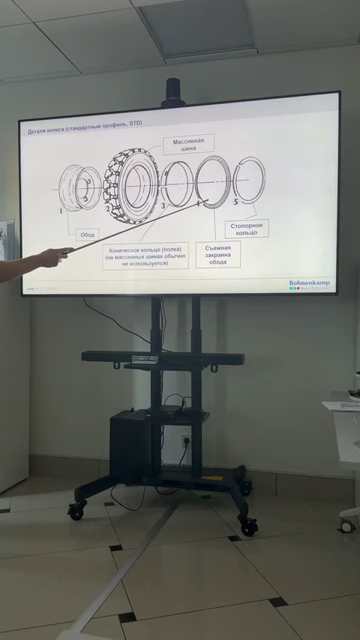 Детали колеса (стандартный профиль, STD)
Массивная
шина
1
2
3
4
5
Обод
Коническое кольцо (полка)
(на массивных шинах обычно
не используется)
Съемная
закраина
обода
Стопорное
кольцо
Bohnenkamp